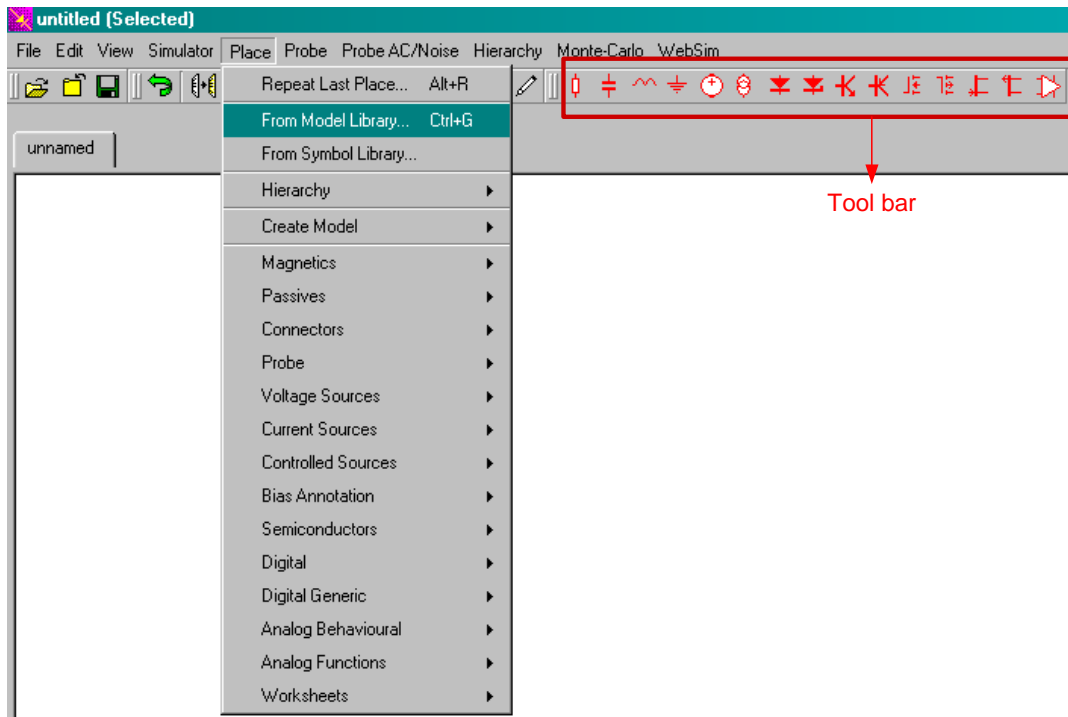 untitled (Selected)
File Edit View Simulator Place Probe Probe AC/Noise Hierarchy Monte-Carlo WebSim
Repeat Last Place... Alt+R
From Model Library... Ctrl+G
unnamed
From Symbol Library...
Hierarchy
Tool bar
Create Model
Magnetics
Passives
Connectors
Probe
Voltage Sources
Current Sources
Controlled Sources
Bias Annotation
Semiconductors
Digital
Digital Generic
Analog Behavioural
Analog Functions
Worksheets